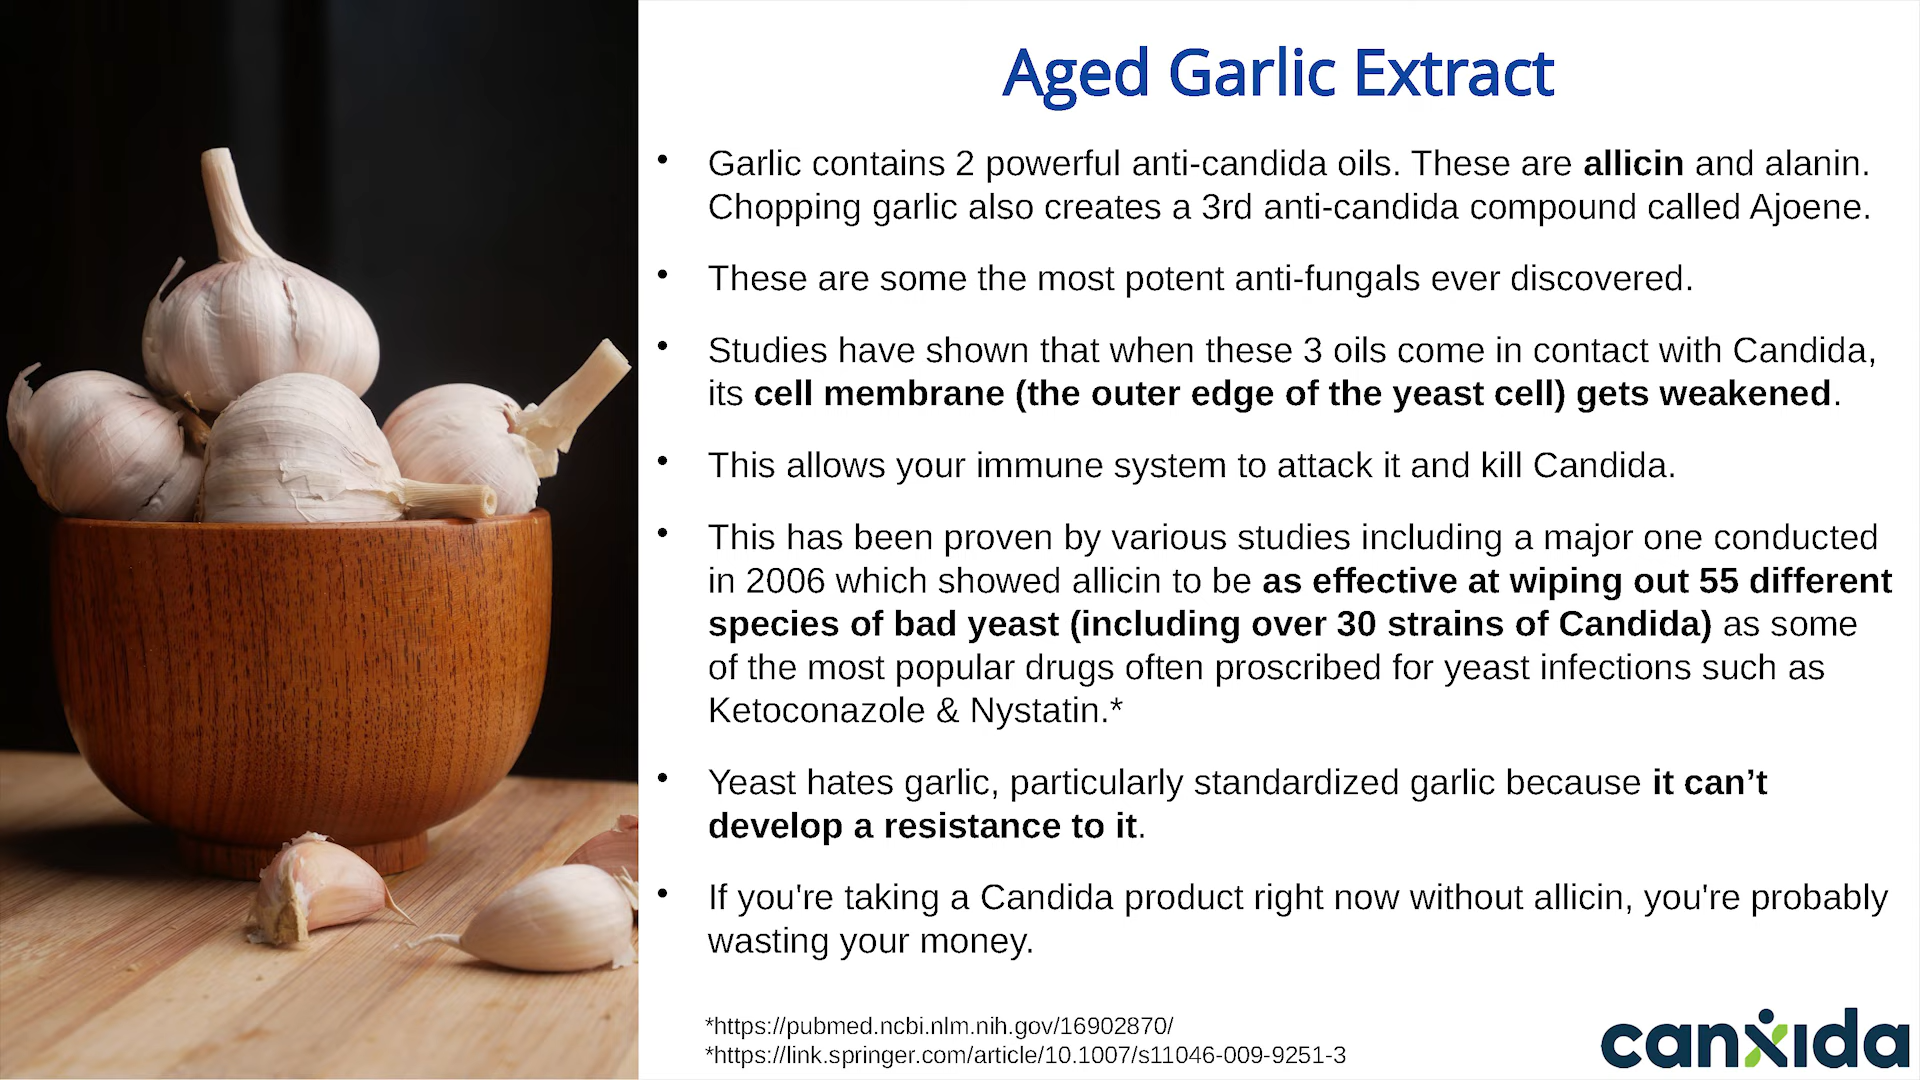 Aged Garlic Extract
• Garlic contains 2 powerful anti-candida oils. These are allicin and alanin.
Chopping garlic also creates a 3rd anti-candida compound called Ajoene.
• These are some the most potent anti-fungals ever discovered.
• Studies have shown that when these 3 oils come in contact with Candida,
its cell membrane (the outer edge of the yeast cell) gets weakened.
• This allows your immune system to attack it and kill Candida.
• This has been proven by various studies including a major one conducted
in 2006 which showed allicin to be as effective at wiping out 55 different
species of bad yeast (including over 30 strains of Candida) as some
of the most popular drugs often proscribed for yeast infections such as
Ketoconazole & Nystatin.*
• Yeast hates garlic, particularly standardized garlic because it can’t
develop a resistance to it.
• If you're taking a Candida product right now without allicin, you're probably
wasting your money.
*https://pubmed.ncbi.nlm.nih.gov/16902870/
*https://link.springer.com/article/10.1007/s11046-009-9251-3
canxida